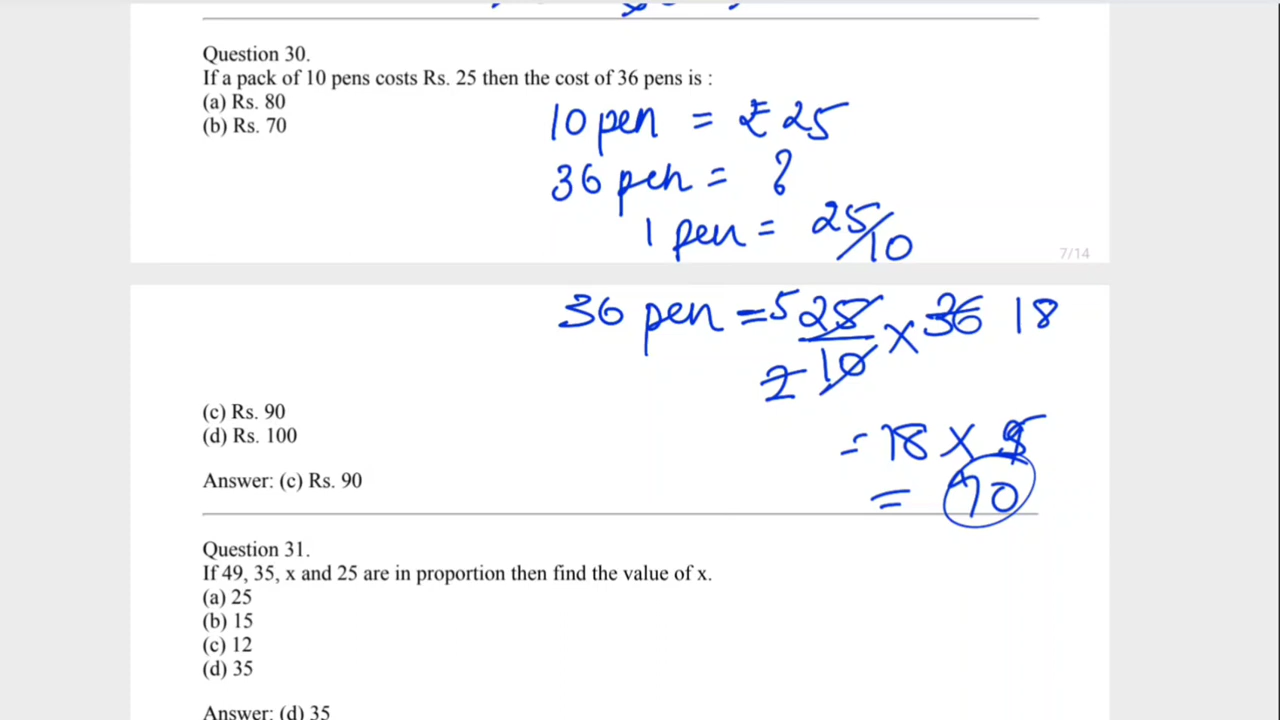 Question 30.
If a pack of 10 pens costs Rs. 25 then the cost of 36 pens is :
(a) Rs. 80
(b) Rs. 70
10 pen = ₹ 25
36 pen = ?
1 pen = 25/10
7/14
36 pen = 5 25/10 2 × 36 18
(c) Rs. 90
(d) Rs. 100
= 18 × 5
Answer: (c) Rs. 90
= 90
Question 31.
If 49, 35, x and 25 are in proportion then find the value of x.
(a) 25
(b) 15
(c) 12
(d) 35
Answer: (d) 35